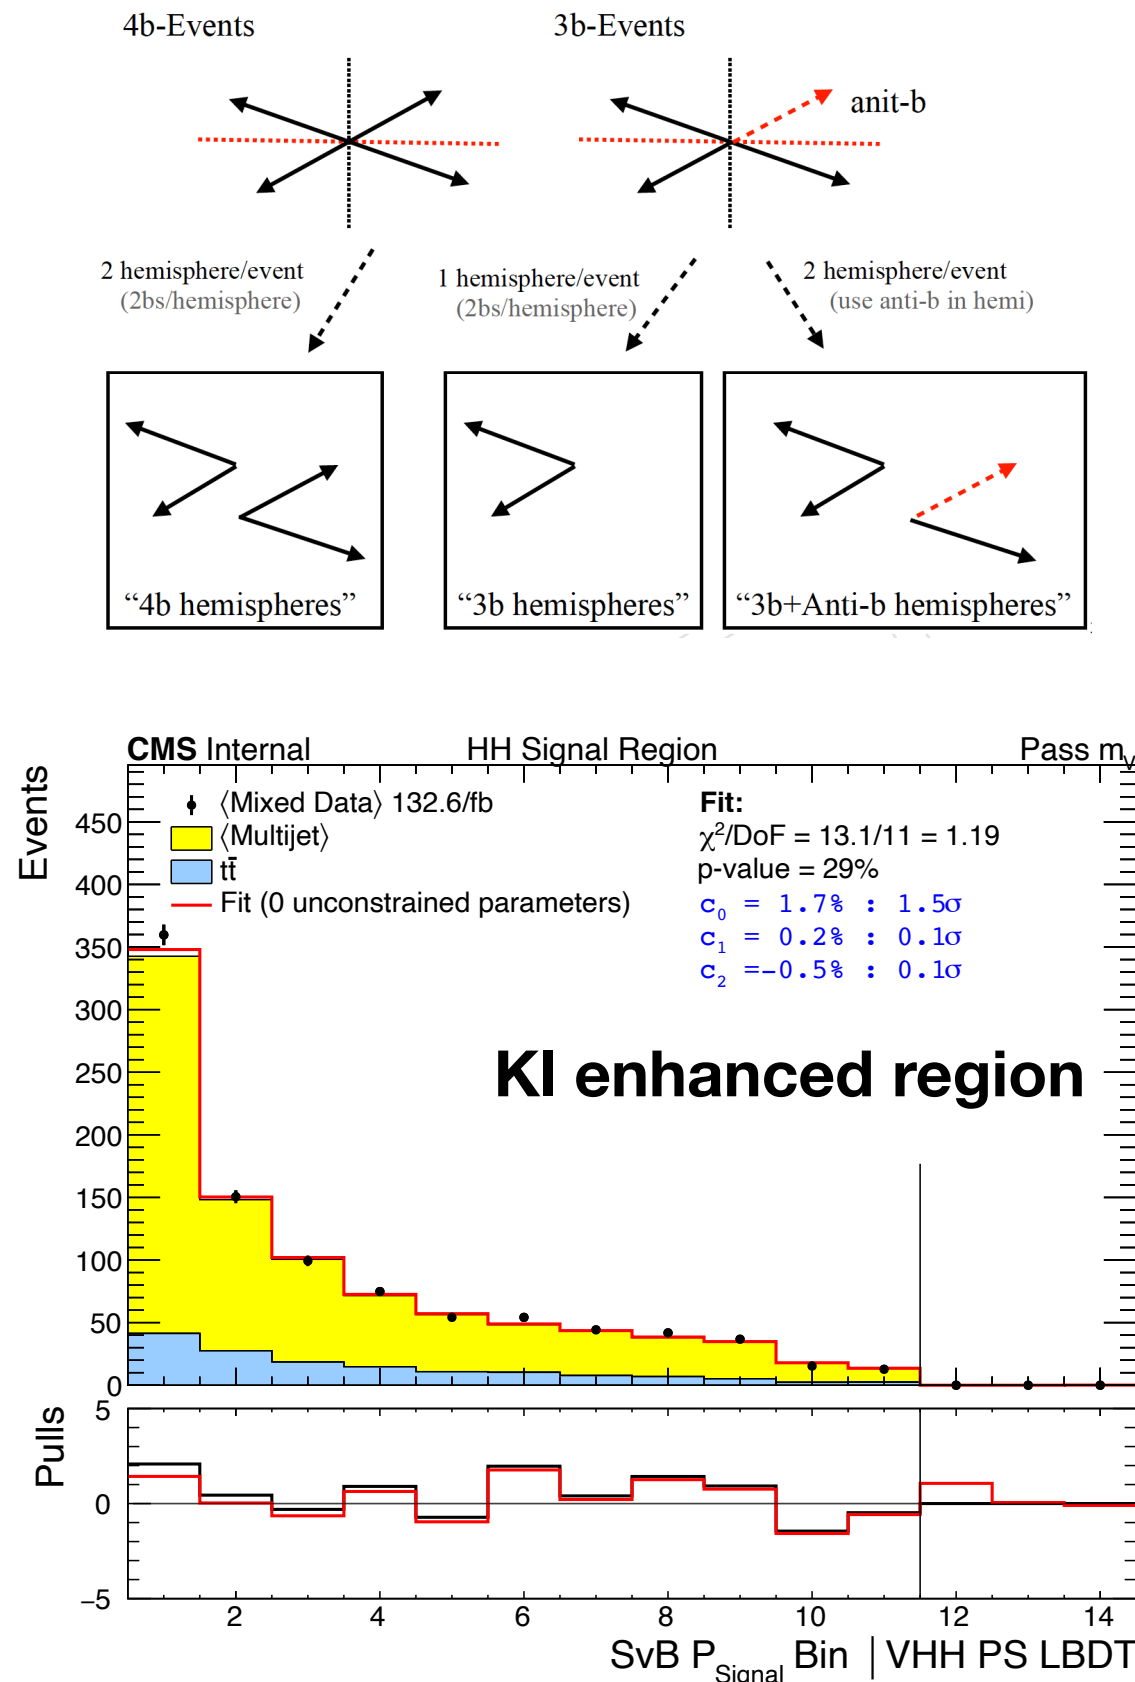 4b-Events 3b-Events
anit-b
2 hemisphere/event
(2bs/hemisphere)
1 hemisphere/event
(2bs/hemisphere)
2 hemisphere/event
(use anti-b in hemi)
“4b hemispheres” “3b hemispheres” “3b+Anti-b hemispheres”
CMS Internal HH Signal Region Pass m_V
Events
⟨Mixed Data⟩ 132.6/fb
⟨Multijet⟩
tt̄
Fit (0 unconstrained parameters)
Fit:
χ²/DoF = 13.1/11 = 1.19
p-value = 29%
c₀ = 1.7% : 1.5σ
c₁ = 0.2% : 0.1σ
c₂ =-0.5% : 0.1σ
KI enhanced region
450
400
350
300
250
200
150
100
50
0
Pulls
5
0
−5
2 4 6 8 10 12 14
SvB P_Signal Bin | VHH PS LBDT